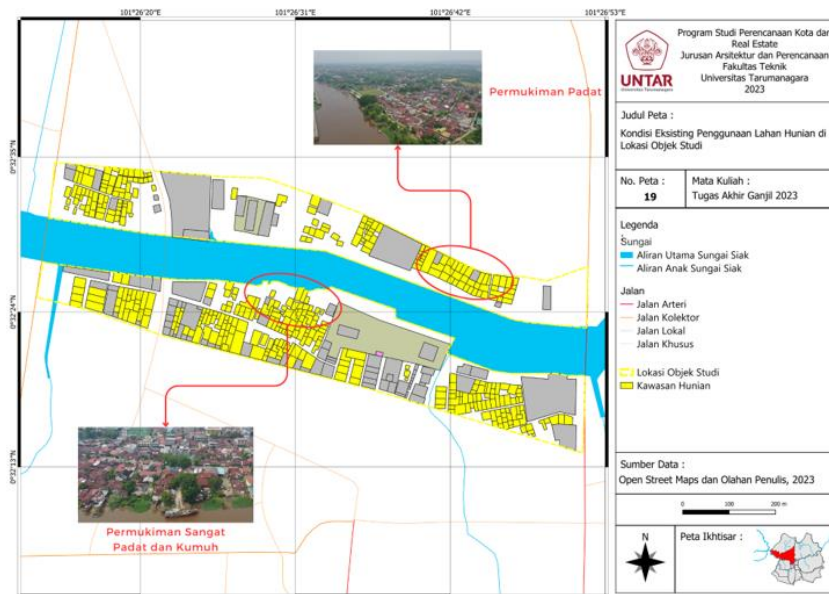 101°26'20"E
101°26'31"E
101°26'42"E
101°26'53"E
0°32'35"N
0°32'24"N
0°32'13"N
Permukiman Padat
Permukiman Sangat
Padat dan Kumuh
UNTAR
Universitas Tarumanagara
Program Studi Perencanaan Kota dan
Real Estate
Jurusan Arsitektur dan Perencanaan
Fakultas Teknik
Universitas Tarumanagara
2023
Judul Peta :
Kondisi Eksisting Penggunaan Lahan Hunian di
Lokasi Objek Studi
No. Peta :
19
Mata Kuliah :
Tugas Akhir Ganjil 2023
Legenda
Sungai
Aliran Utama Sungai Siak
Aliran Anak Sungai Siak
Jalan
Jalan Arteri
Jalan Kolektor
Jalan Lokal
Jalan Khusus
Lokasi Objek Studi
Kawasan Hunian
Sumber Data :
Open Street Maps dan Olahan Penulis, 2023
0 100 200 m
N
Peta Ikhtisar :